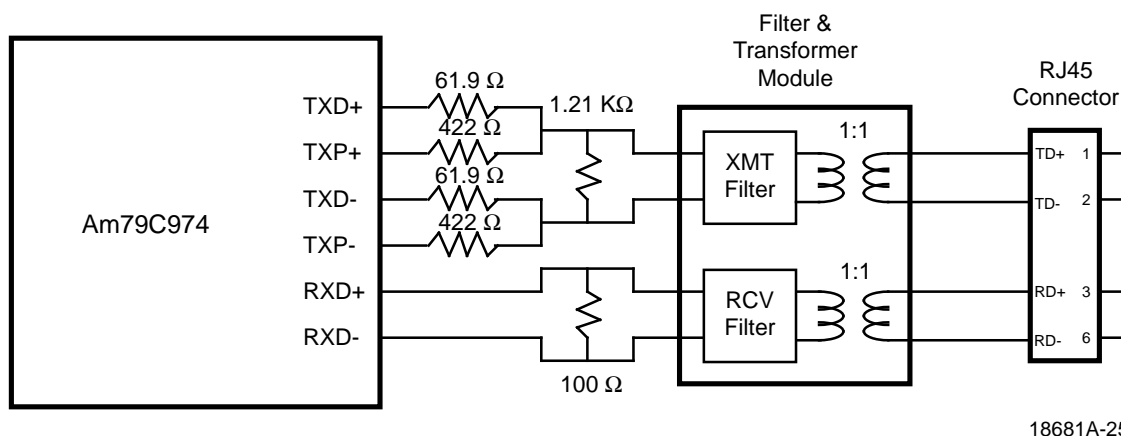 Filter &
Transformer
Module
RJ45
Connector
Am79C974
TXD+
61.9 Ω
1.21 KΩ
TXP+
422 Ω
TXD-
61.9 Ω
TXP-
422 Ω
RXD+
RXD-
100 Ω
XMT
Filter
1:1
RCV
Filter
1:1
TD+ 1
TD- 2
RD+ 3
RD- 6
18681A-25